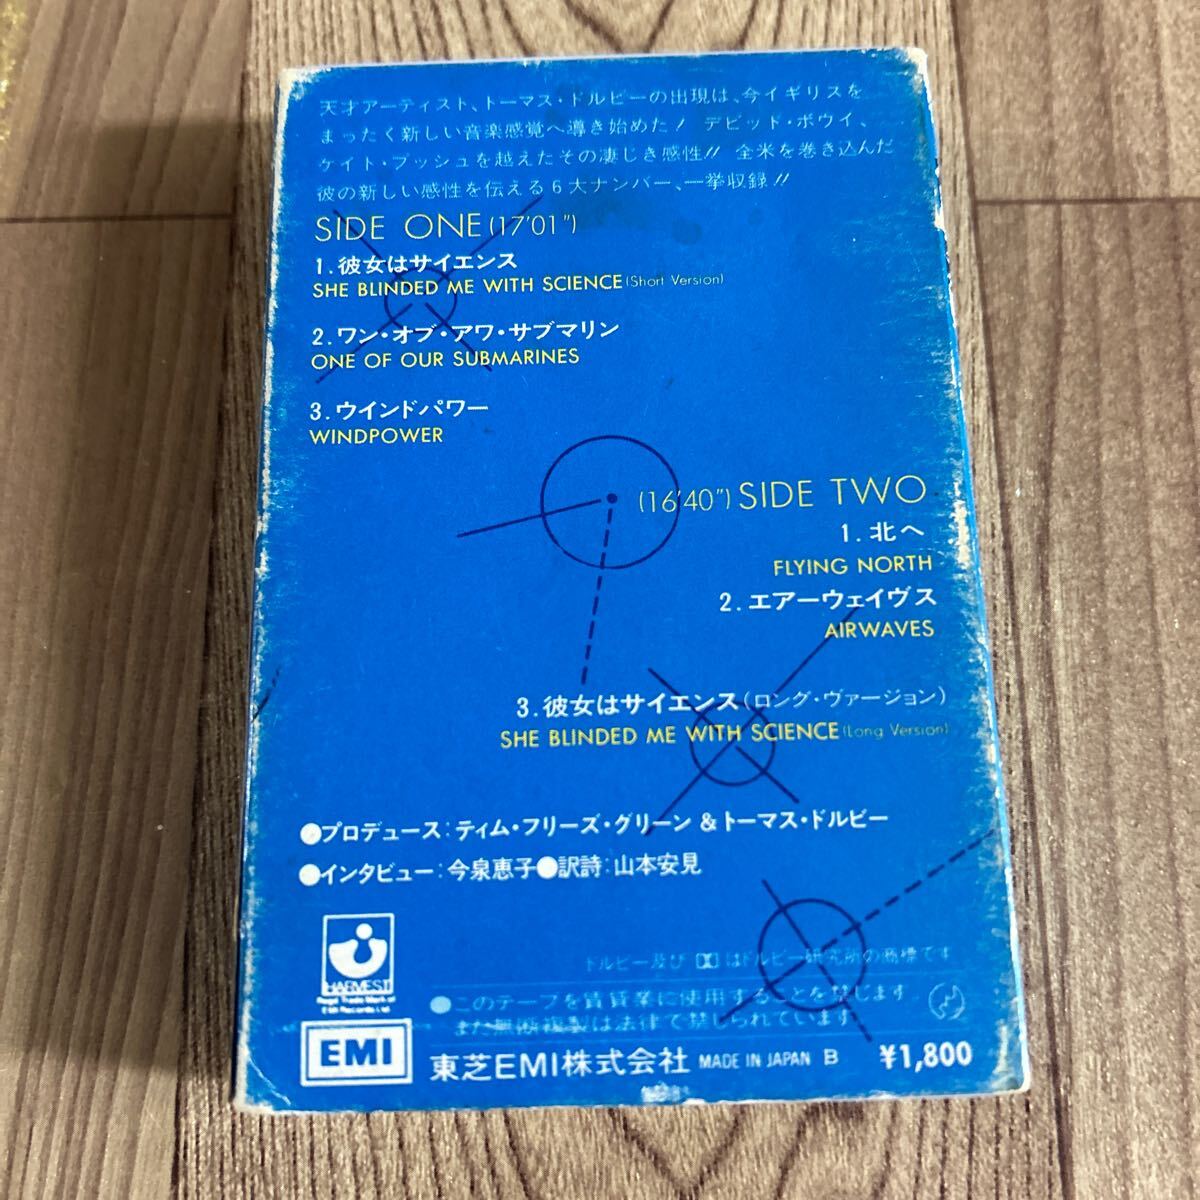 天才アーティスト、トーマス・ドルビーの出現は、今イギリスを
まったく新しい音楽感覚へ導き始めた! デビッド・ボウイ、
ケイト・ブッシュを越えたその凄じき感性!! 全米を巻き込んだ
彼の新しい感性を伝える6大ナンバー、一挙収録!!
SIDE ONE (17'01")
1. 彼女はサイエンス
SHE BLINDED ME WITH SCIENCE (Short Version)
2. ワン・オブ・アワ・サブマリン
ONE OF OUR SUBMARINES
3. ウインドパワー
WINDPOWER
(16'40") SIDE TWO
1. 北へ
FLYING NORTH
2. エアーウェイヴス
AIRWAVES
3. 彼女はサイエンス (ロング・ヴァージョン)
SHE BLINDED ME WITH SCIENCE (Long Version)
●プロデュース: ティム・フリーズ・グリーン & トーマス・ドルビー
●インタビュー: 今泉恵子●訳詩: 山本安見
HARVEST
Regd Trade Mark of
EMI Records Ltd
ドルビー及び は ドルビー研究所の商標です
●このテープを賃貸業に使用することを禁じます。
また無断複製は法律で禁じられています。
EMI
東芝EMI株式会社 MADE IN JAPAN B ¥1,800